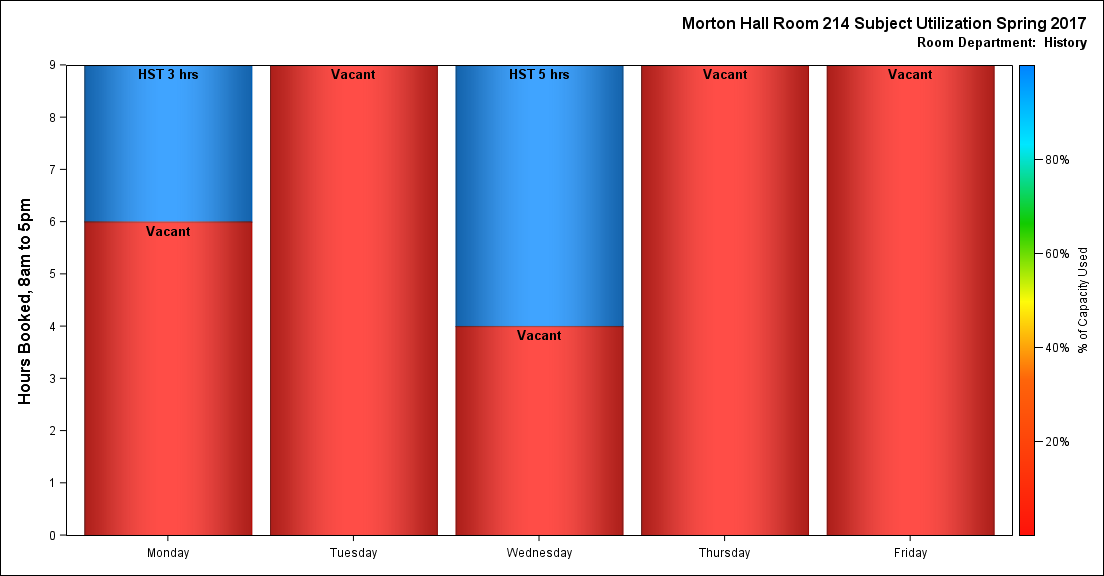 Morton Hall Room 214 Subject Utilization Spring 2017
Room Department:  History
Hours Booked, 8am to 5pm
9
8
7
6
5
4
3
2
1
0
HST 3 hrs
Vacant
Vacant
HST 5 hrs
Vacant
Vacant
Vacant
Monday
Tuesday
Wednesday
Thursday
Friday
80%
60%
40%
20%
% of Capacity Used